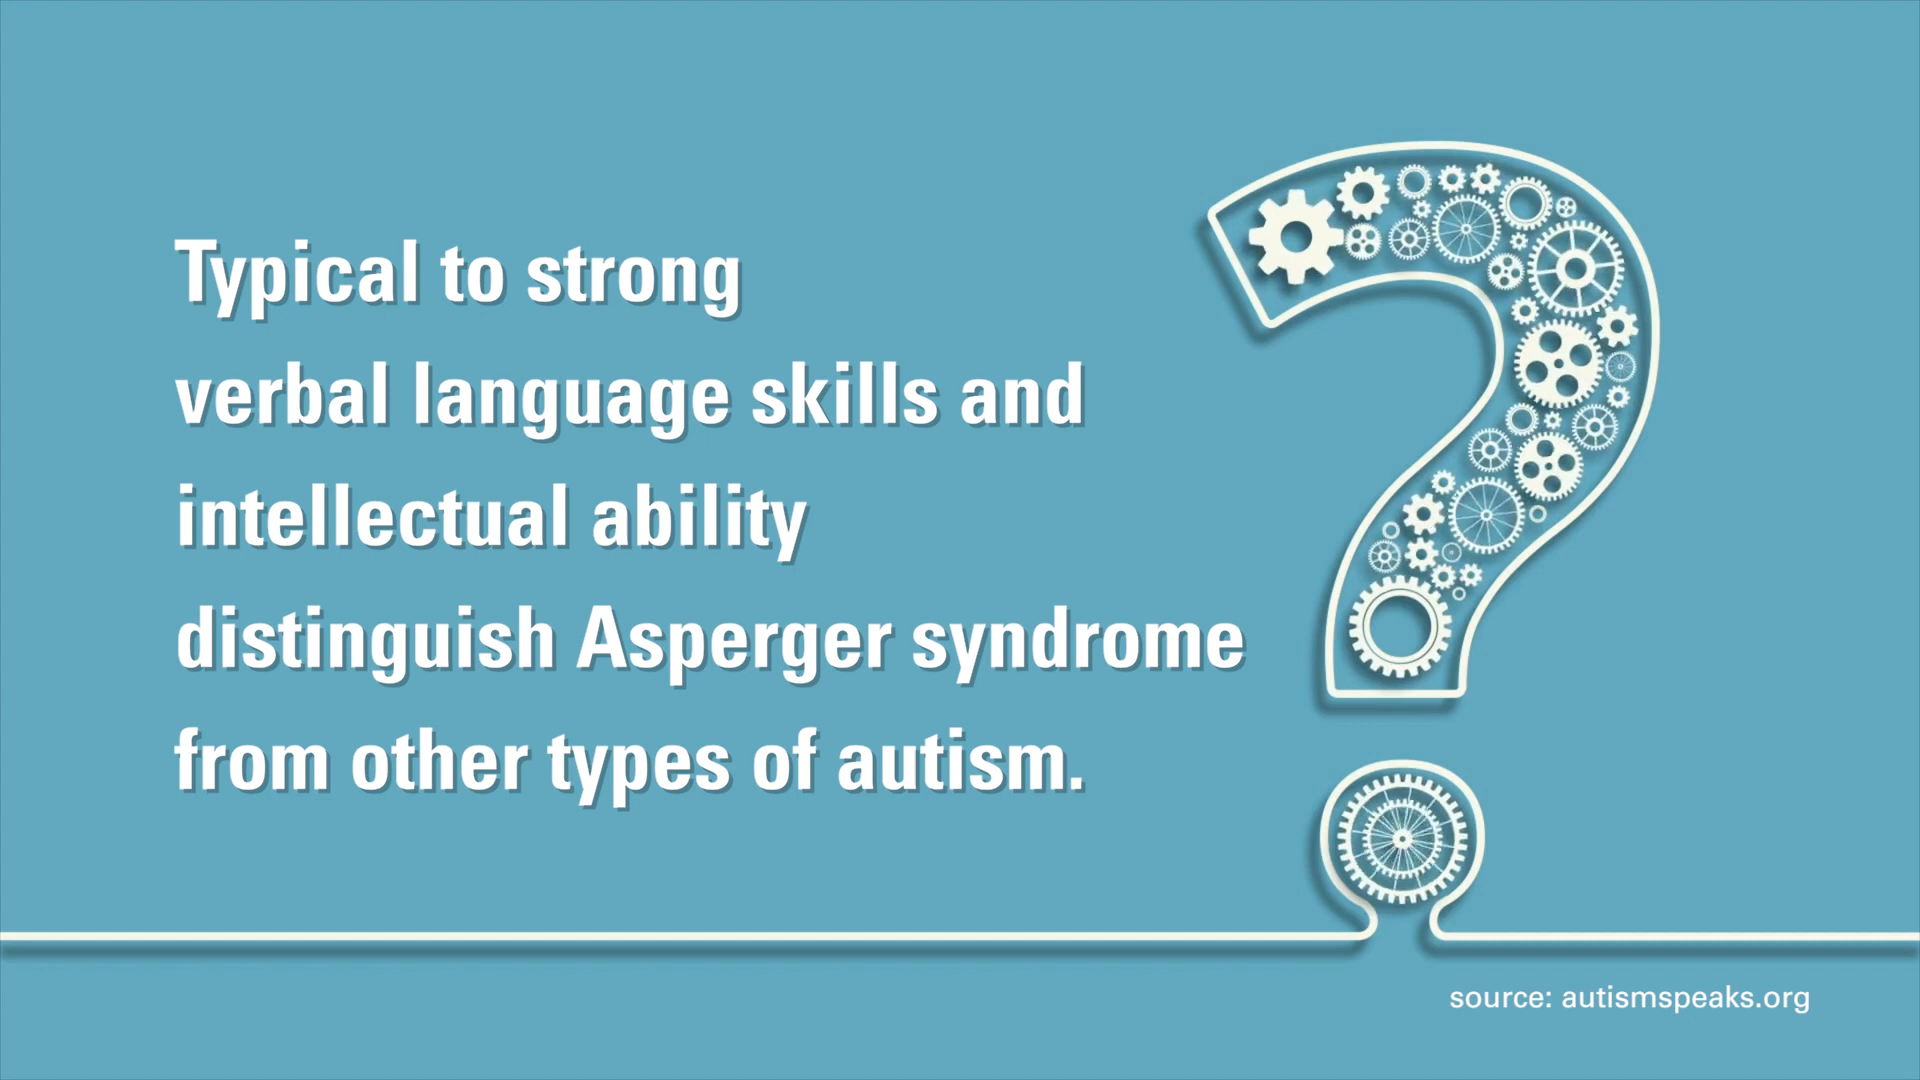 Typical to strong
verbal language skills and
intellectual ability
distinguish Asperger syndrome
from other types of autism.
source: autismspeaks.org